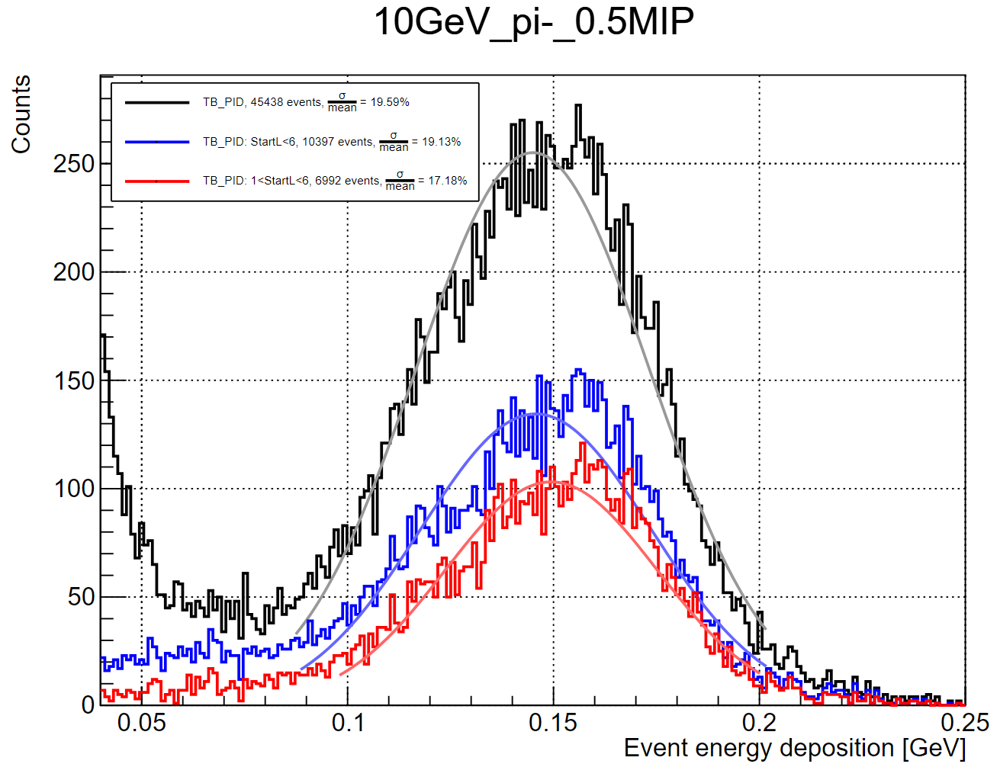 10GeV_pi-_0.5MIP
Counts
TB_PID, 45438 events, σ/mean = 19.59%
TB_PID: StartL<6, 10397 events, σ/mean = 19.13%
TB_PID: 1<StartL<6, 6992 events, σ/mean = 17.18%
250
200
150
100
50
0
0.05 0.1 0.15 0.2 0.25
Event energy deposition [GeV]